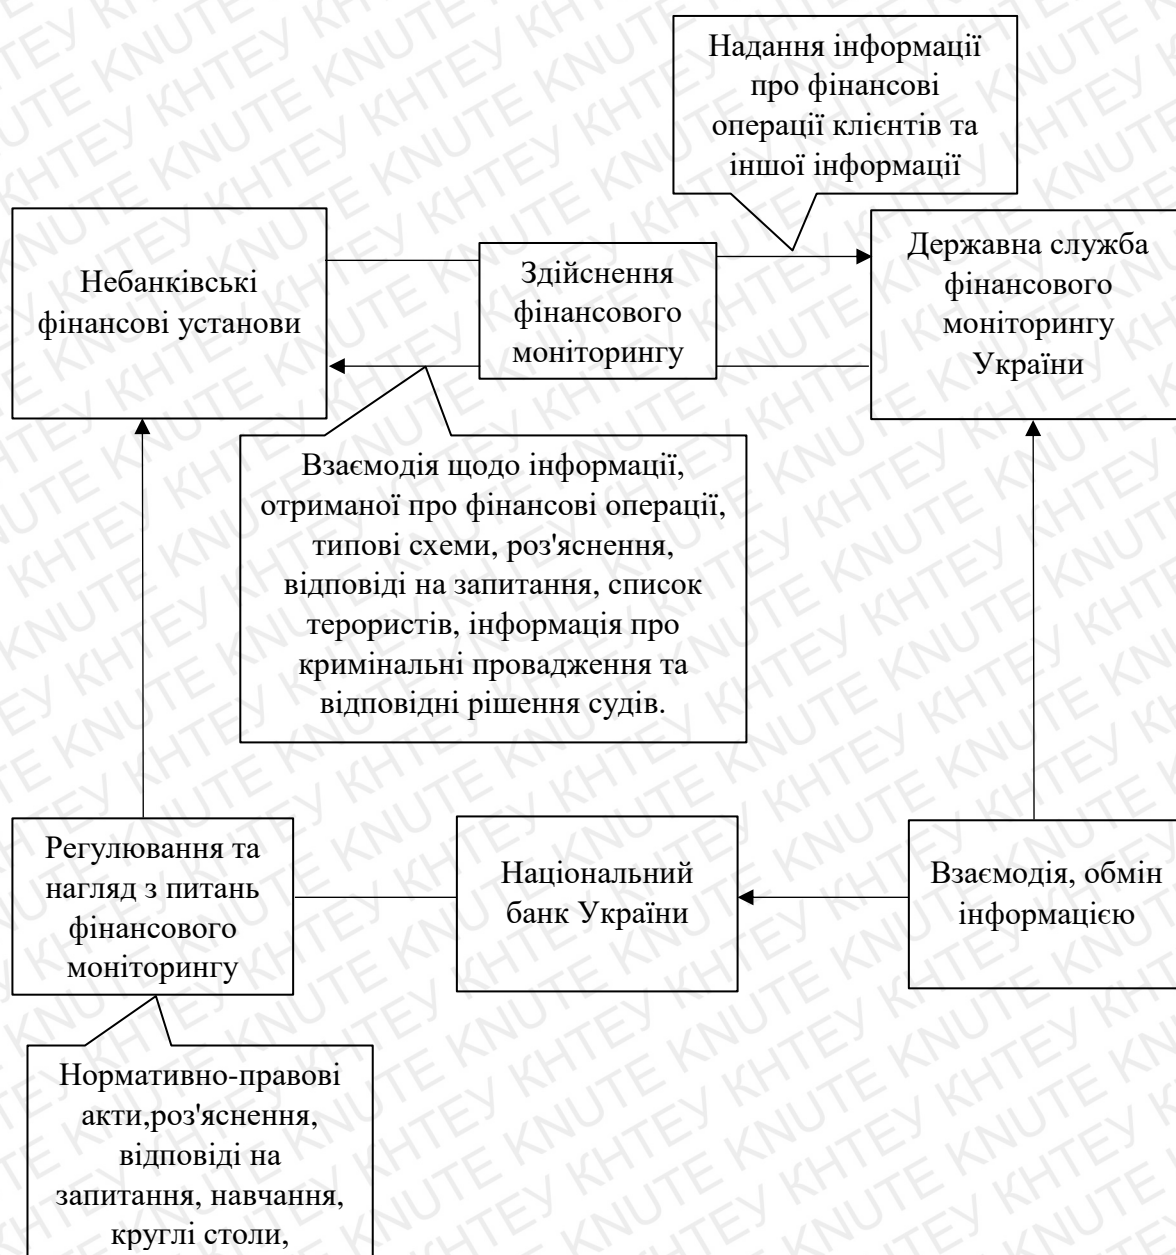 Надання інформації
про фінансові
операції клієнтів та
іншої інформації
Небанківські
фінансові установи
Здійснення
фінансового
моніторингу
Державна служба
фінансового
моніторингу
України
Взаємодія щодо інформації,
отриманої про фінансові операції,
типові схеми, роз'яснення,
відповіді на запитання, список
терористів, інформація про
кримінальні провадження та
відповідні рішення судів.
Регулювання та
нагляд з питань
фінансового
моніторингу
Національний
банк України
Взаємодія, обмін
інформацією
Нормативно-правові
акти,роз'яснення,
відповіді на
запитання, навчання,
круглі столи,